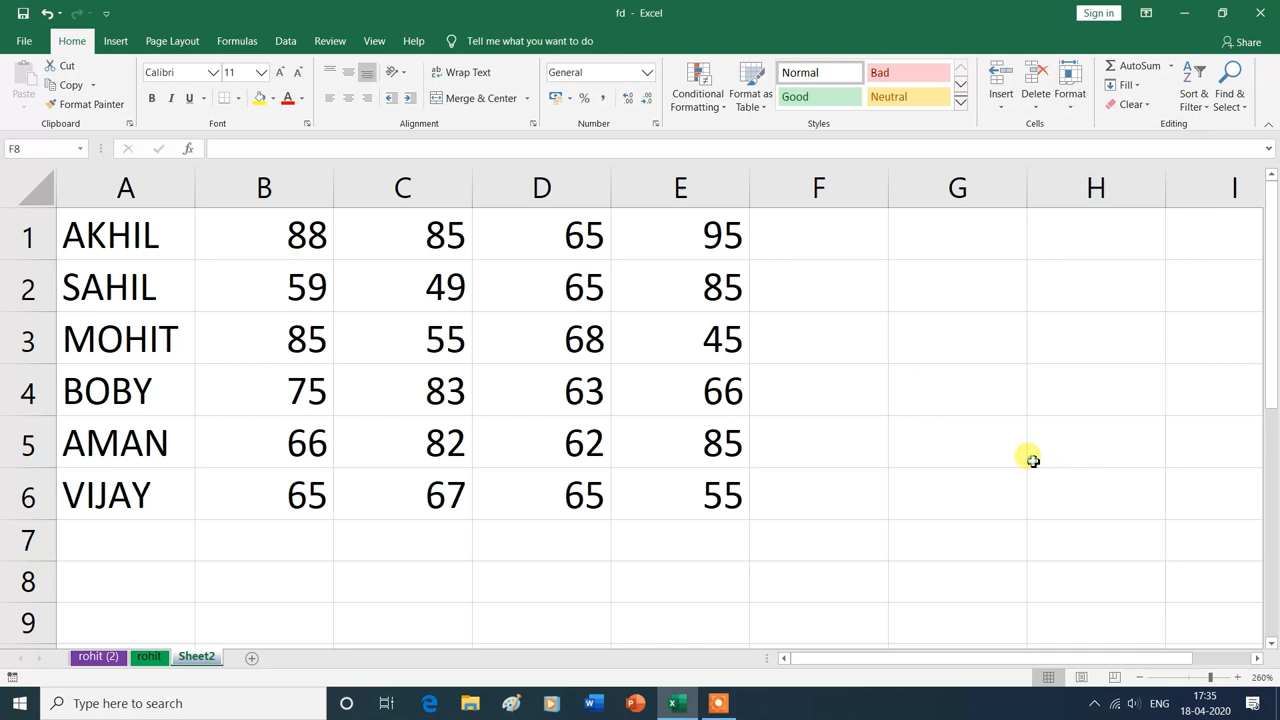 fd - Excel
Sign in
File Home Insert Page Layout Formulas Data Review View Help Tell me what you want to do Share
Paste Cut Copy Format Painter Clipboard
Calibri 11 B I U A A A Font
Wrap Text Merge & Center Alignment
General % , Number
Conditional Formatting Format as Table Normal Bad Good Neutral Styles
Insert Delete Format Cells
AutoSum Fill Clear Sort & Filter Find & Select Editing
F8 fx
A B C D E F G H I
1 AKHIL 88 85 65 95
2 SAHIL 59 49 65 85
3 MOHIT 85 55 68 45
4 BOBY 75 83 63 66
5 AMAN 66 82 62 85
6 VIJAY 65 67 65 55
7
8
9
rohit (2) rohit Sheet2
260%
Type here to search ENG 17:35
18-04-2020